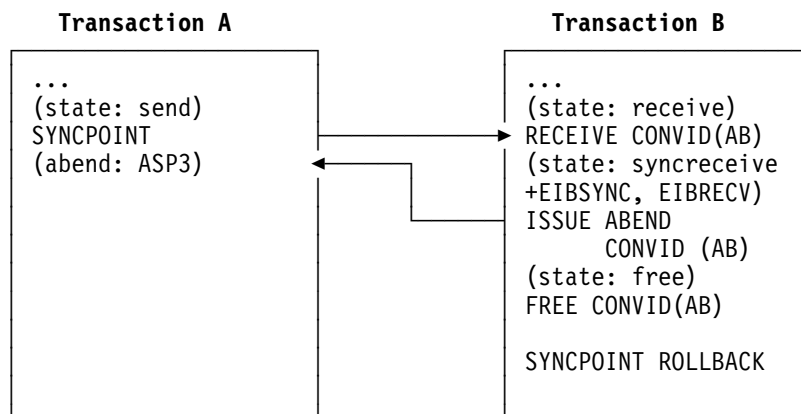 Transaction A
...
(state: send)
SYNCPOINT
(abend: ASP3)
Transaction B
...
(state: receive)
RECEIVE CONVID(AB)
(state: syncreceive
+EIBSYNC, EIBRECV)
ISSUE ABEND
CONVID (AB)
(state: free)
FREE CONVID(AB)
SYNCPOINT ROLLBACK